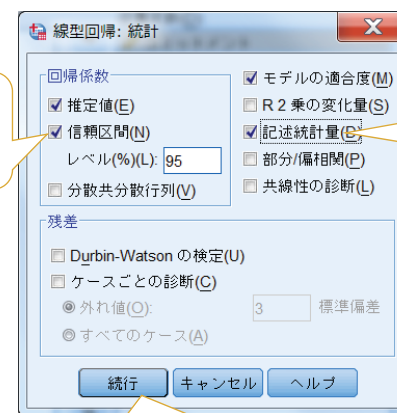 線型回帰: 統計
回帰係数
推定値(E)
信頼区間(N)
レベル(%)(L): 95
分散共分散行列(V)
モデルの適合度(M)
R 2 乗の変化量(S)
記述統計量(D)
部分/偏相関(P)
共線性の診断(L)
残差
Durbin-Watson の検定(U)
ケースごとの診断(C)
外れ値(O): 3 標準偏差
すべてのケース(A)
続行 キャンセル ヘルプ